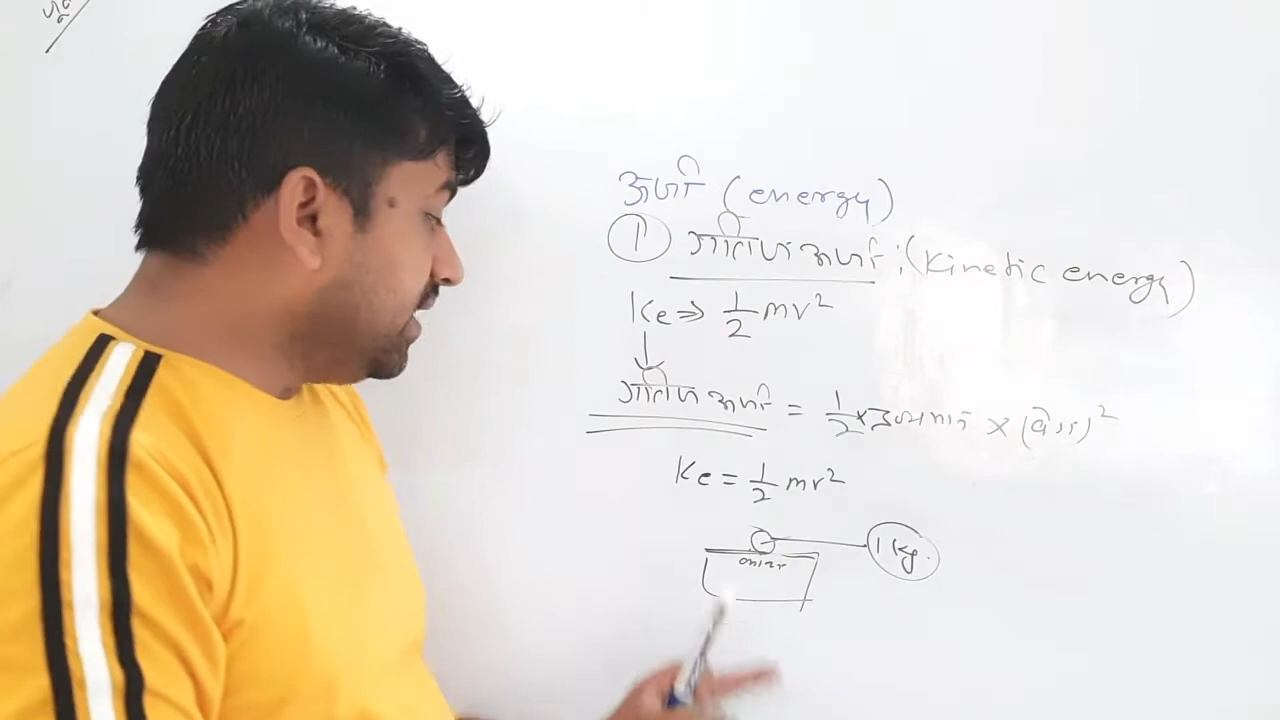 ऊर्जा (energy)
① गतिज ऊर्जा : (kinetic energy)
Ke ⇒ 1/2 mv²
गतिज ऊर्जा = 1/2 × द्रव्यमान × (वेग)²
Ke = 1/2 mv²
1 Kg.